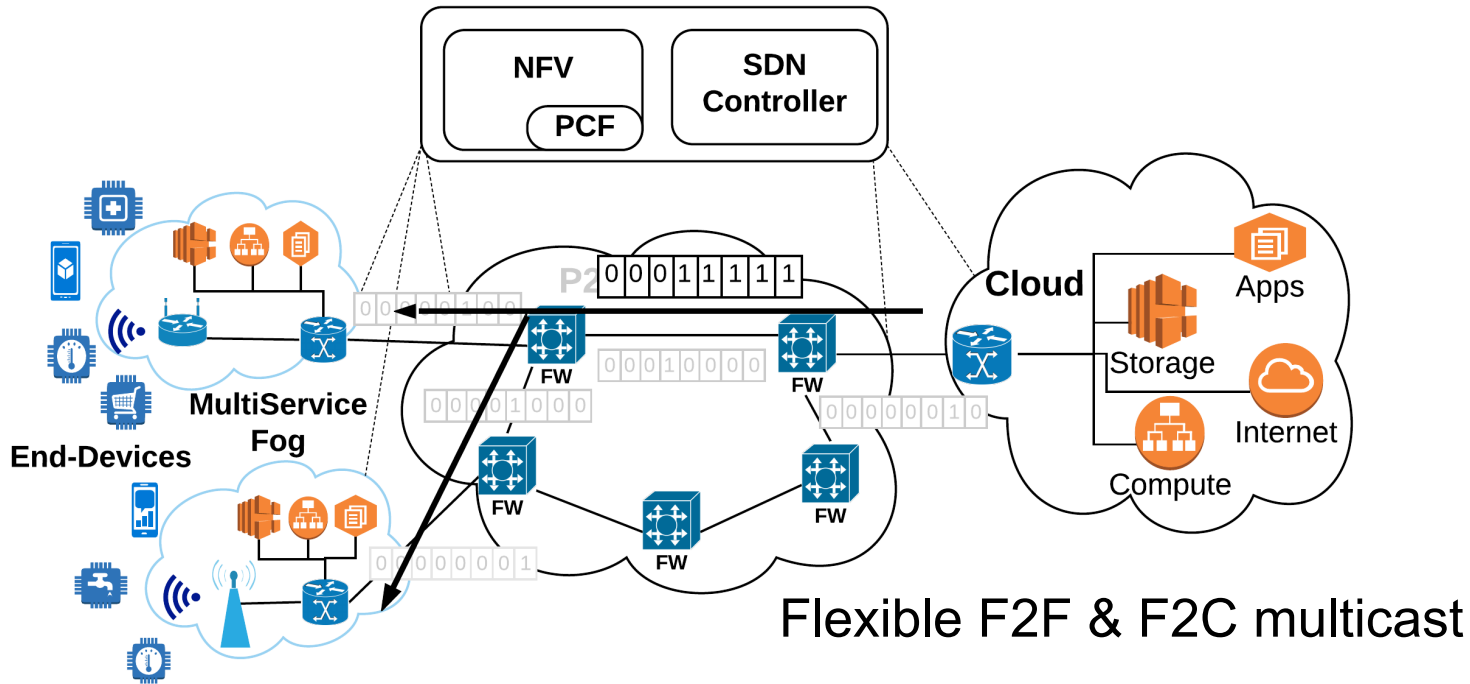 NFV
PCF
SDN
Controller
P2
0 0 0 1 1 1 1 1
0 0 0 0 0 1 0 0
Cloud
Apps
Storage
Internet
Compute
FW
FW
0 0 0 1 0 0 0 0
0 0 0 0 1 0 0 0
0 0 0 0 0 0 1 0
MultiService
Fog
End-Devices
FW
FW
FW
0 0 0 0 0 0 0 1
Flexible F2F & F2C multicast